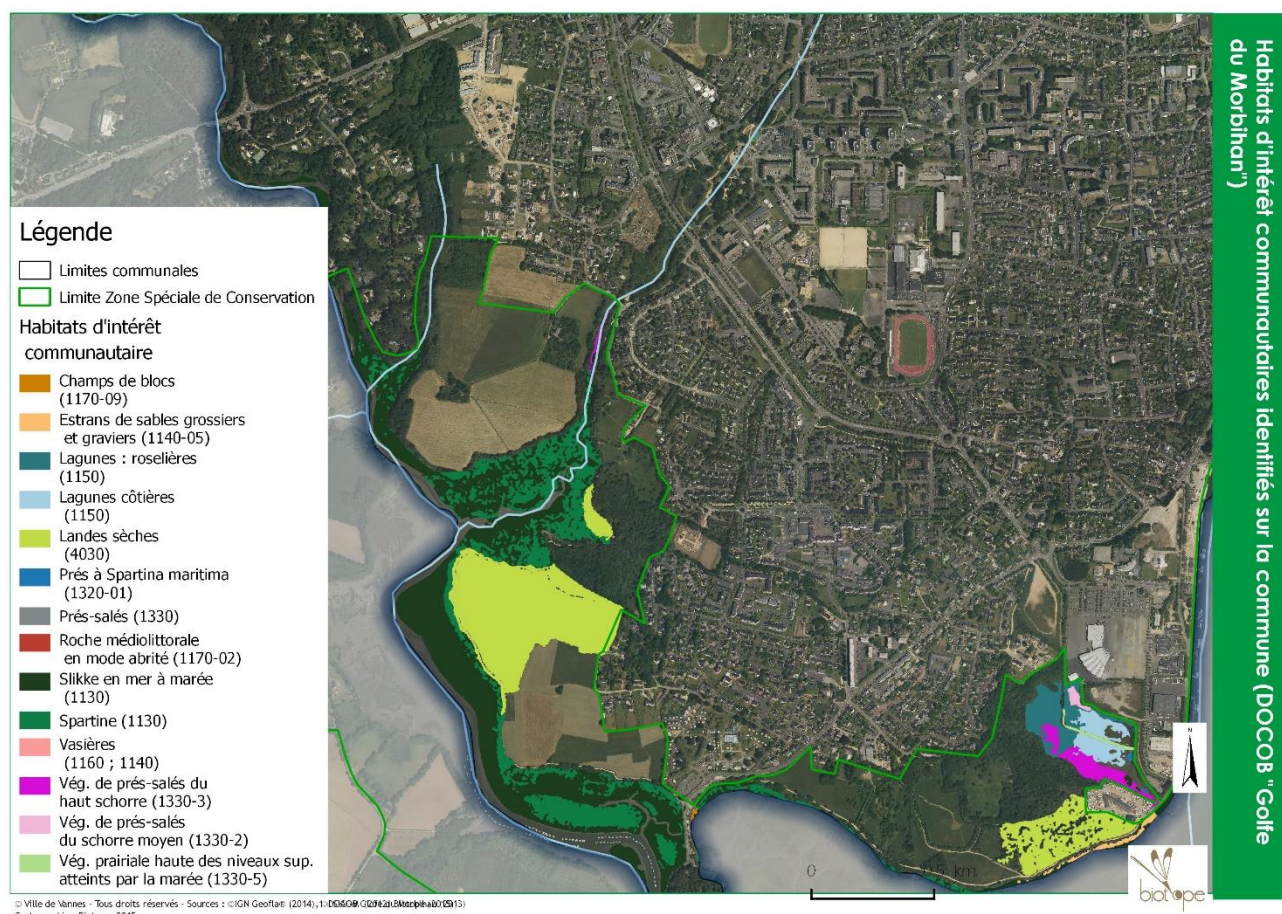 Habitats d'intérêt communautaires identifiés sur la commune (DOCOB "Golfe
du Morbihan")
Légende
Limites communales
Limite Zone Spéciale de Conservation
Habitats d'intérêt
communautaire
Champs de blocs
(1170-09)
Estrans de sables grossiers
et graviers (1140-05)
Lagunes : roselières
(1150)
Lagunes côtières
(1150)
Landes sèches
(4030)
Prés à Spartina maritima
(1320-01)
Prés-salés (1330)
Roche médiolittorale
en mode abrité (1170-02)
Slikke en mer à marée
(1130)
Spartine (1130)
Vasières
(1160 ; 1140)
Vég. de prés-salés du
haut schorre (1330-3)
Vég. de prés-salés
du schorre moyen (1330-2)
Vég. prairiale haute des niveaux sup.
atteints par la marée (1330-5)
N
0 km
biotope
© Ville de Vannes - Tous droits réservés - Sources : ©IGN Geofla® (2014),